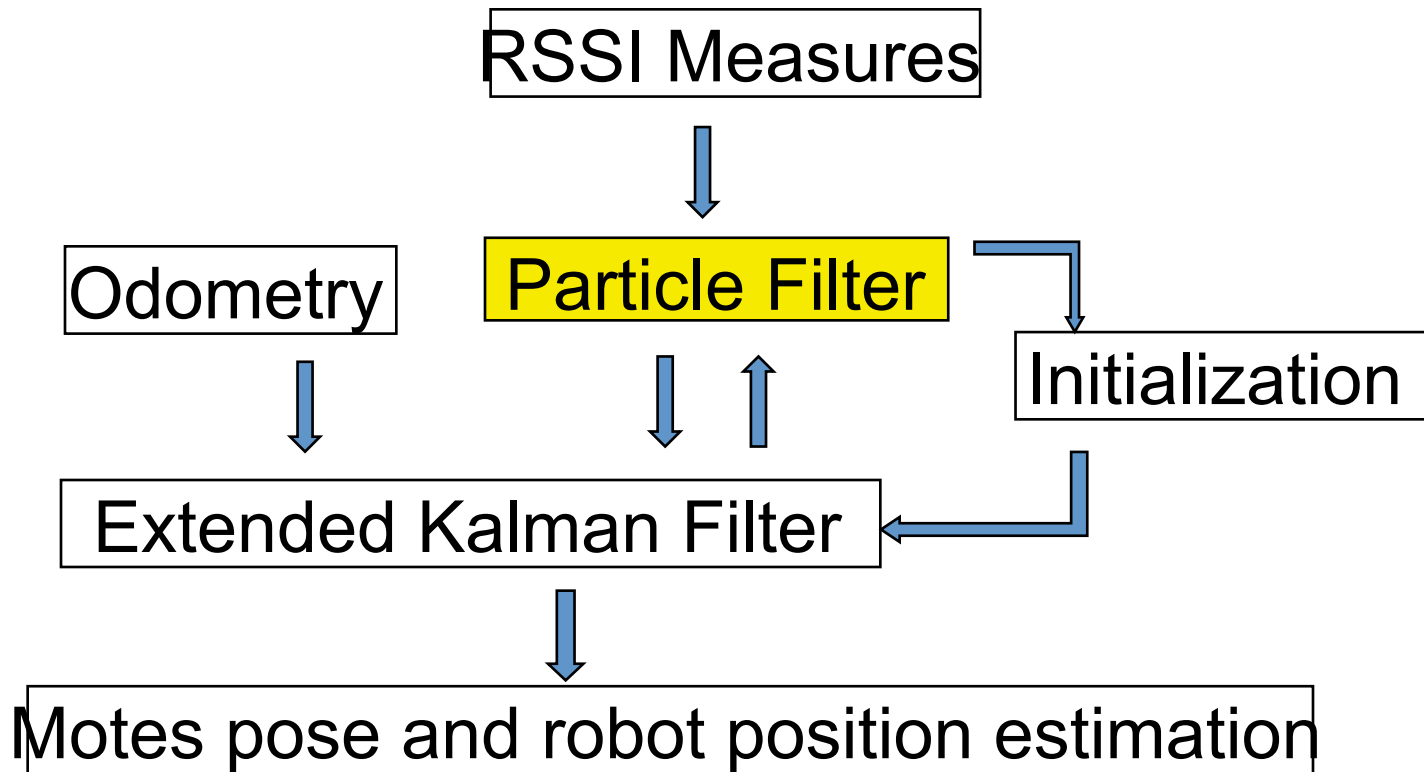 RSSI Measures
Odometry
Particle Filter
Initialization
Extended Kalman Filter
Motes pose and robot position estimation